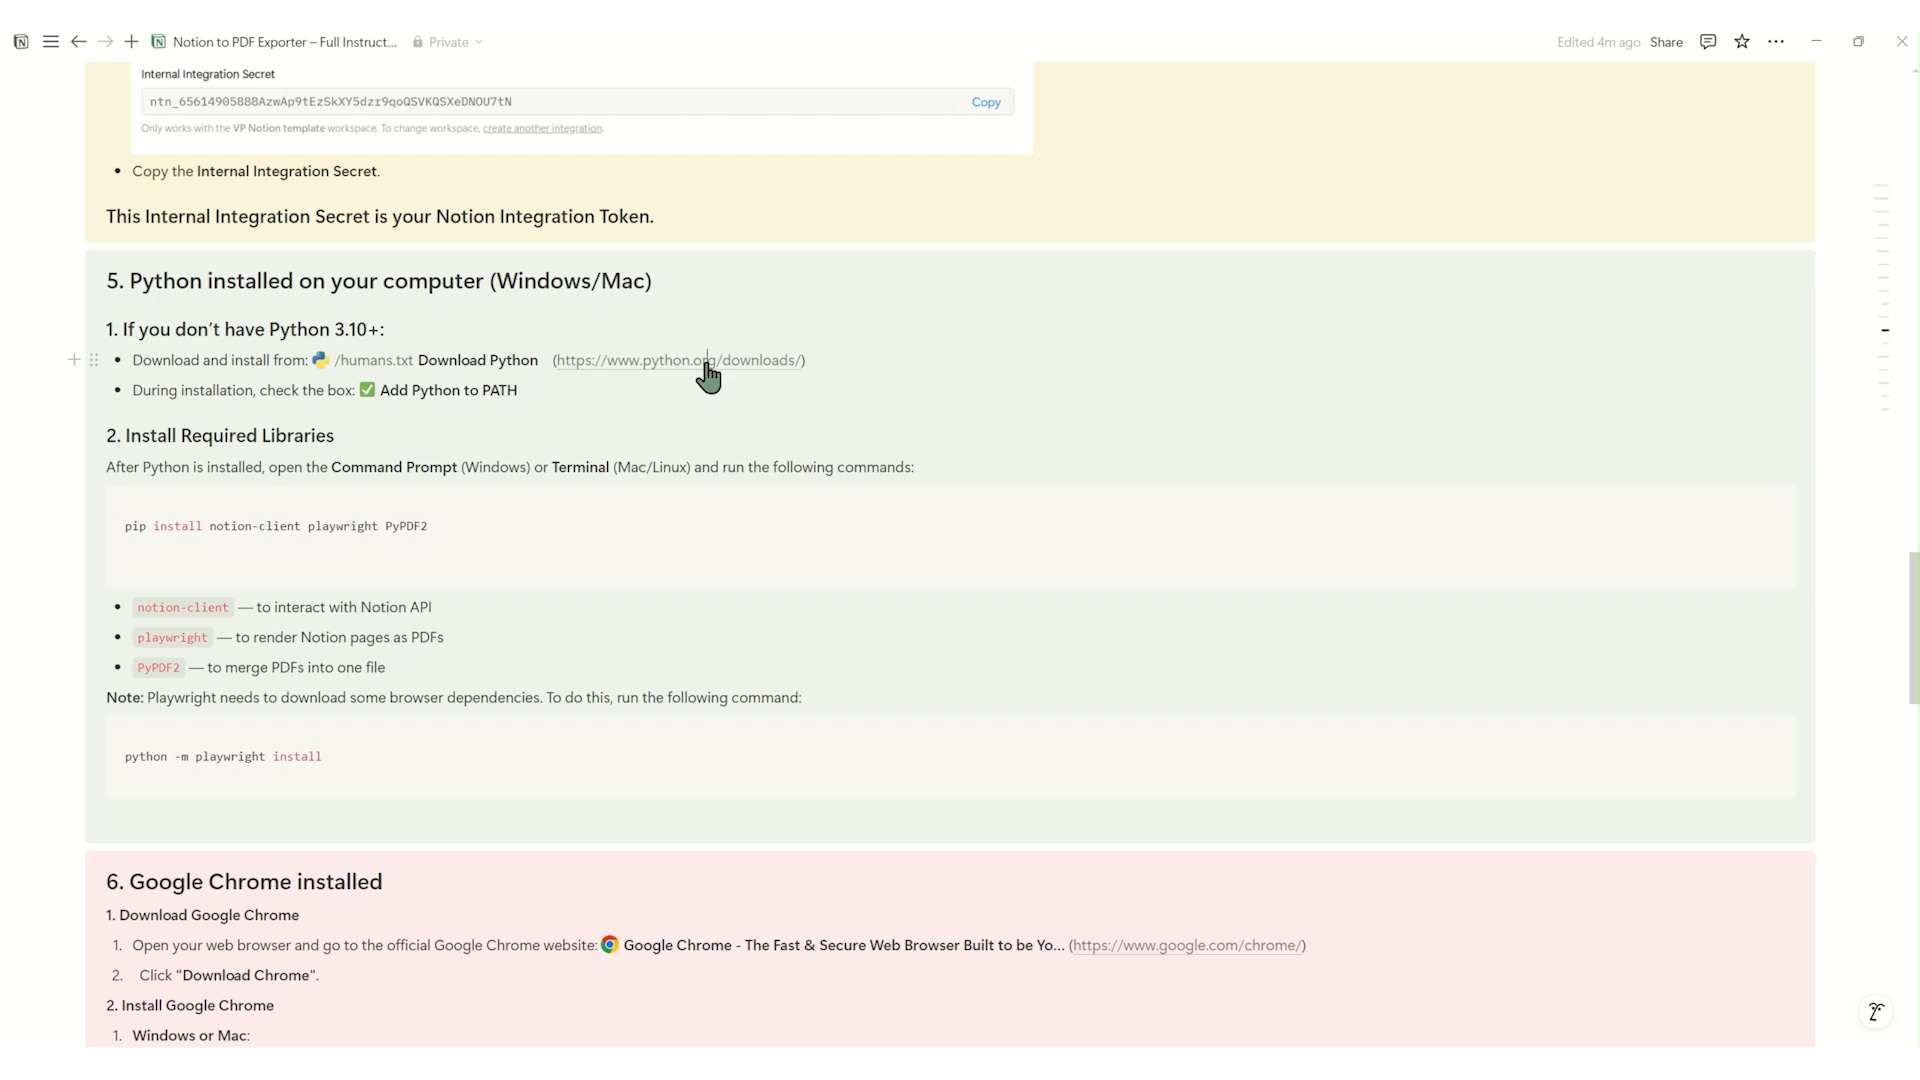 Notion to PDF Exporter – Full Instruct... Private
Edited 4m ago Share
Internal Integration Secret
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 Copy
Only works with the VP Notion template workspace. To change workspace, create another integration.
• Copy the Internal Integration Secret.
This Internal Integration Secret is your Notion Integration Token.
5. Python installed on your computer (Windows/Mac)
1. If you don’t have Python 3.10+:
• Download and install from: /humans.txt Download Python (https://www.python.org/downloads/)
• During installation, check the box: ✅ Add Python to PATH
2. Install Required Libraries
After Python is installed, open the Command Prompt (Windows) or Terminal (Mac/Linux) and run the following commands:
pip install notion-client playwright PyPDF2
• notion-client — to interact with Notion API
• playwright — to render Notion pages as PDFs
• PyPDF2 — to merge PDFs into one file
Note: Playwright needs to download some browser dependencies. To do this, run the following command:
python -m playwright install
6. Google Chrome installed
1. Download Google Chrome
1. Open your web browser and go to the official Google Chrome website: Google Chrome - The Fast & Secure Web Browser Built to be Yo... (https://www.google.com/chrome/)
2. Click "Download Chrome".
2. Install Google Chrome
1. Windows or Mac: